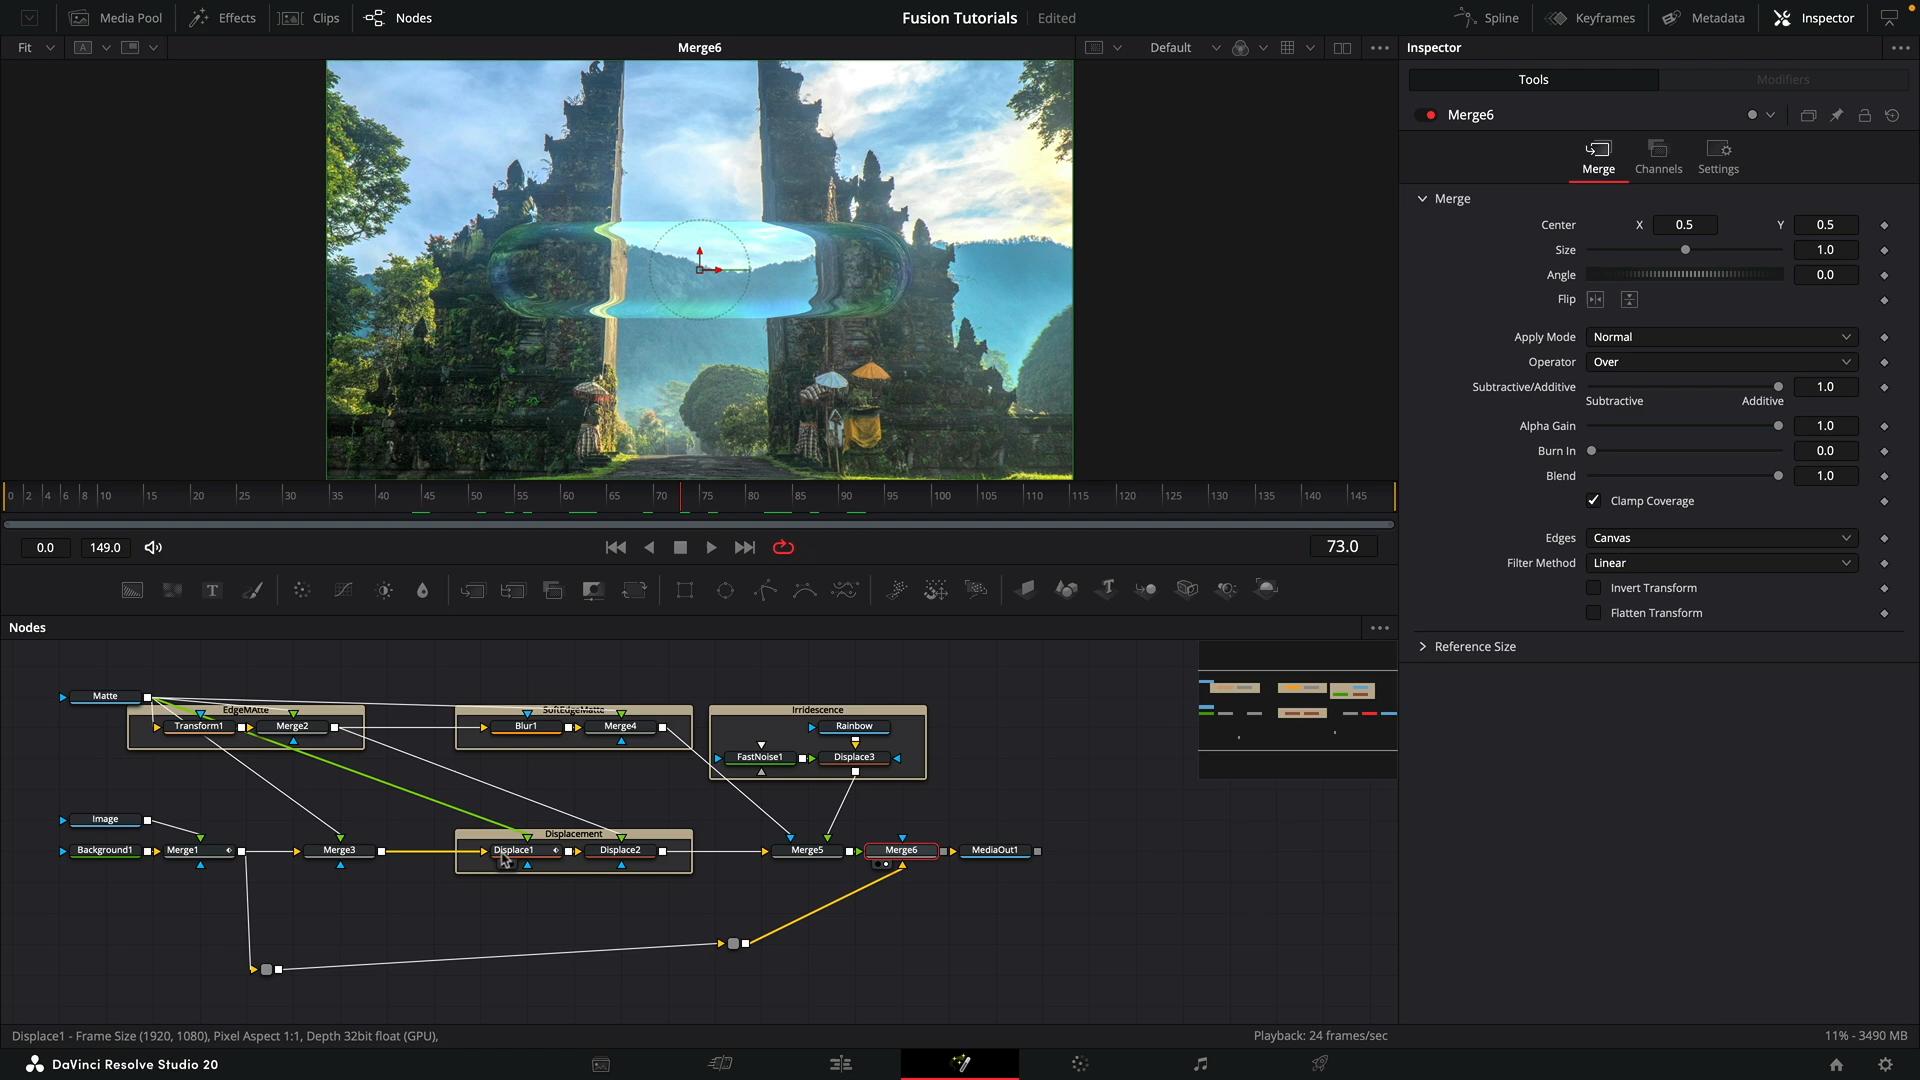 Media Pool
Effects
Clips
Nodes
Fusion Tutorials
Edited
Spline
Keyframes
Metadata
Inspector
Fit
A
Merge6
Default
Inspector
Tools
Modifiers
Merge6
Merge
Channels
Settings
Merge
Center X 0.5 Y 0.5
Size 1.0
Angle 0.0
Flip
Apply Mode Normal
Operator Over
Subtractive/Additive 1.0
Subtractive Additive
Alpha Gain 1.0
Burn In 0.0
Blend 1.0
Clamp Coverage
Edges Canvas
Filter Method Linear
Invert Transform
Flatten Transform
Reference Size
0 2 4 6 8 10 15 20 25 30 35 40 45 50 55 60 65 70 75 80 85 90 95 100 105 110 115 120 125 130 135 140 145
0.0 149.0 73.0
Nodes
Matte
EdgeMAtte
Transform1
Merge2
SoftEdgeMatte
Blur1
Merge4
Irridescence
Rainbow
FastNoise1
Displace3
Image
Background1
Merge1
Merge3
Displacement
Displace1
Displace2
Merge5
Merge6
MediaOut1
Displace1 - Frame Size (1920, 1080), Pixel Aspect 1:1, Depth 32bit float (GPU),
Playback: 24 frames/sec
11% - 3490 MB
DaVinci Resolve Studio 20